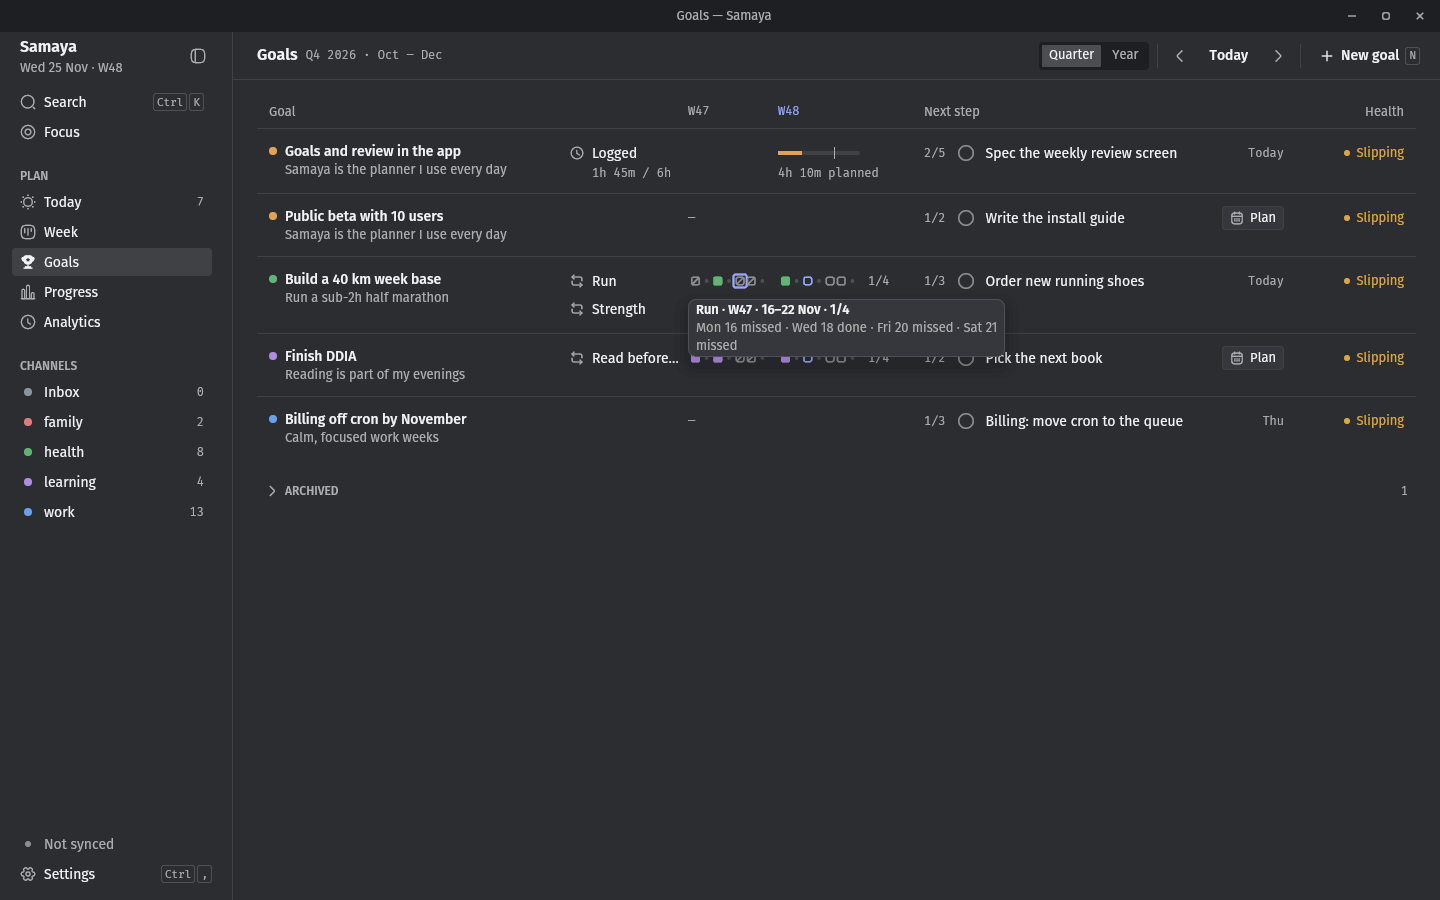 Goals — Samaya
Samaya
Wed 25 Nov · W48
Search Ctrl K
Focus
PLAN
Today 7
Week
Goals
Progress
Analytics
CHANNELS
Inbox 0
family 2
health 8
learning 4
work 13
Not synced
Settings Ctrl ,
Goals Q4 2026 · Oct – Dec
Quarter Year
Today
New goal N
Goal W47 W48 Next step Health
Goals and review in the app
Samaya is the planner I use every day
Logged
1h 45m / 6h
4h 10m planned
2/5 Spec the weekly review screen Today Slipping
Public beta with 10 users
Samaya is the planner I use every day
–
1/2 Write the install guide Plan Slipping
Build a 40 km week base
Run a sub-2h half marathon
Run 1/4
Strength
1/3 Order new running shoes Today Slipping
Run · W47 · 16–22 Nov · 1/4
Mon 16 missed · Wed 18 done · Fri 20 missed · Sat 21
missed
Finish DDIA
Reading is part of my evenings
Read before… 1/4
1/2 Pick the next book Plan Slipping
Billing off cron by November
Calm, focused work weeks
–
1/3 Billing: move cron to the queue Thu Slipping
ARCHIVED 1